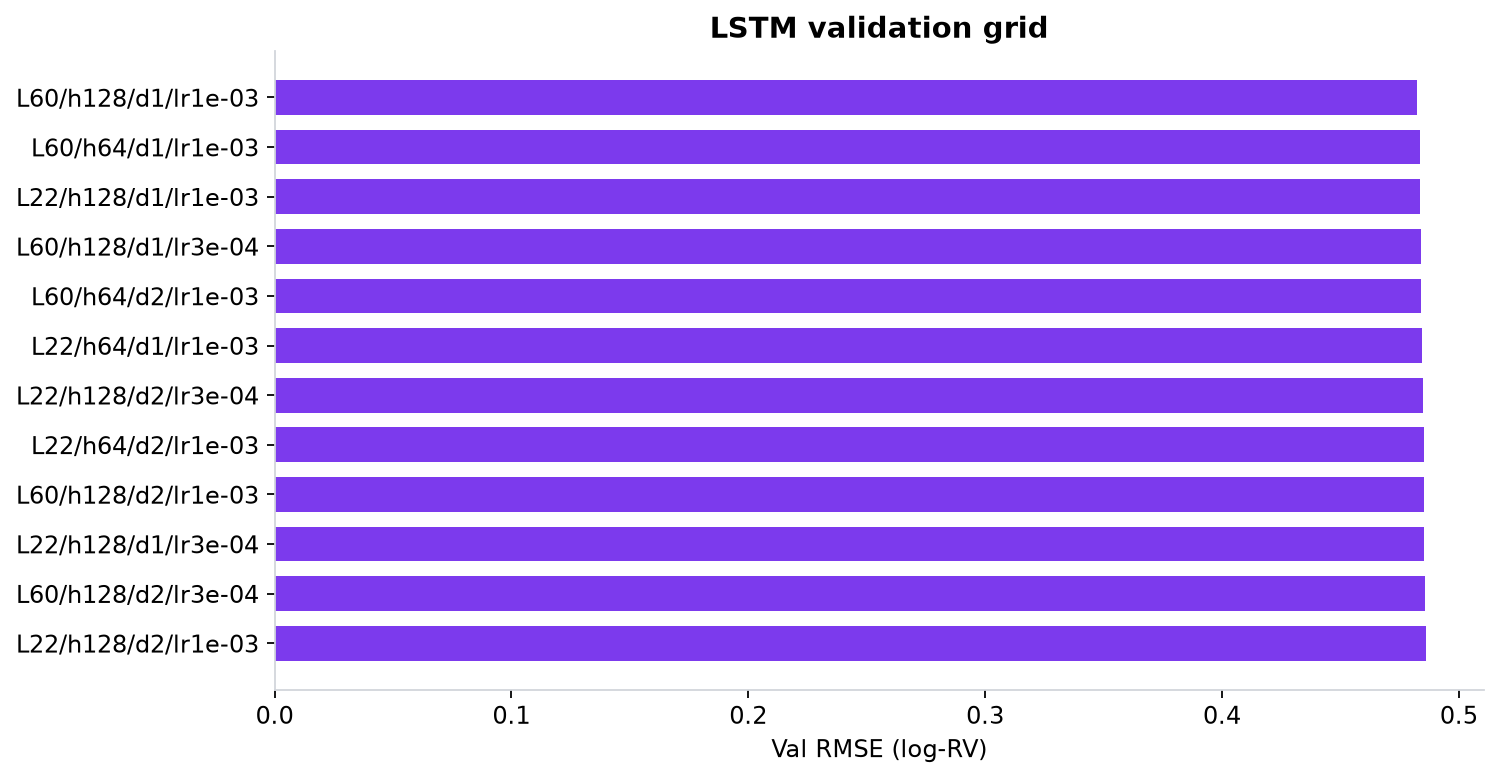 LSTM validation grid
L60/h128/d1/lr1e-03
L60/h64/d1/lr1e-03
L22/h128/d1/lr1e-03
L60/h128/d1/lr3e-04
L60/h64/d2/lr1e-03
L22/h64/d1/lr1e-03
L22/h128/d2/lr3e-04
L22/h64/d2/lr1e-03
L60/h128/d2/lr1e-03
L22/h128/d1/lr3e-04
L60/h128/d2/lr3e-04
L22/h128/d2/lr1e-03
0.0 0.1 0.2 0.3 0.4 0.5
Val RMSE (log-RV)